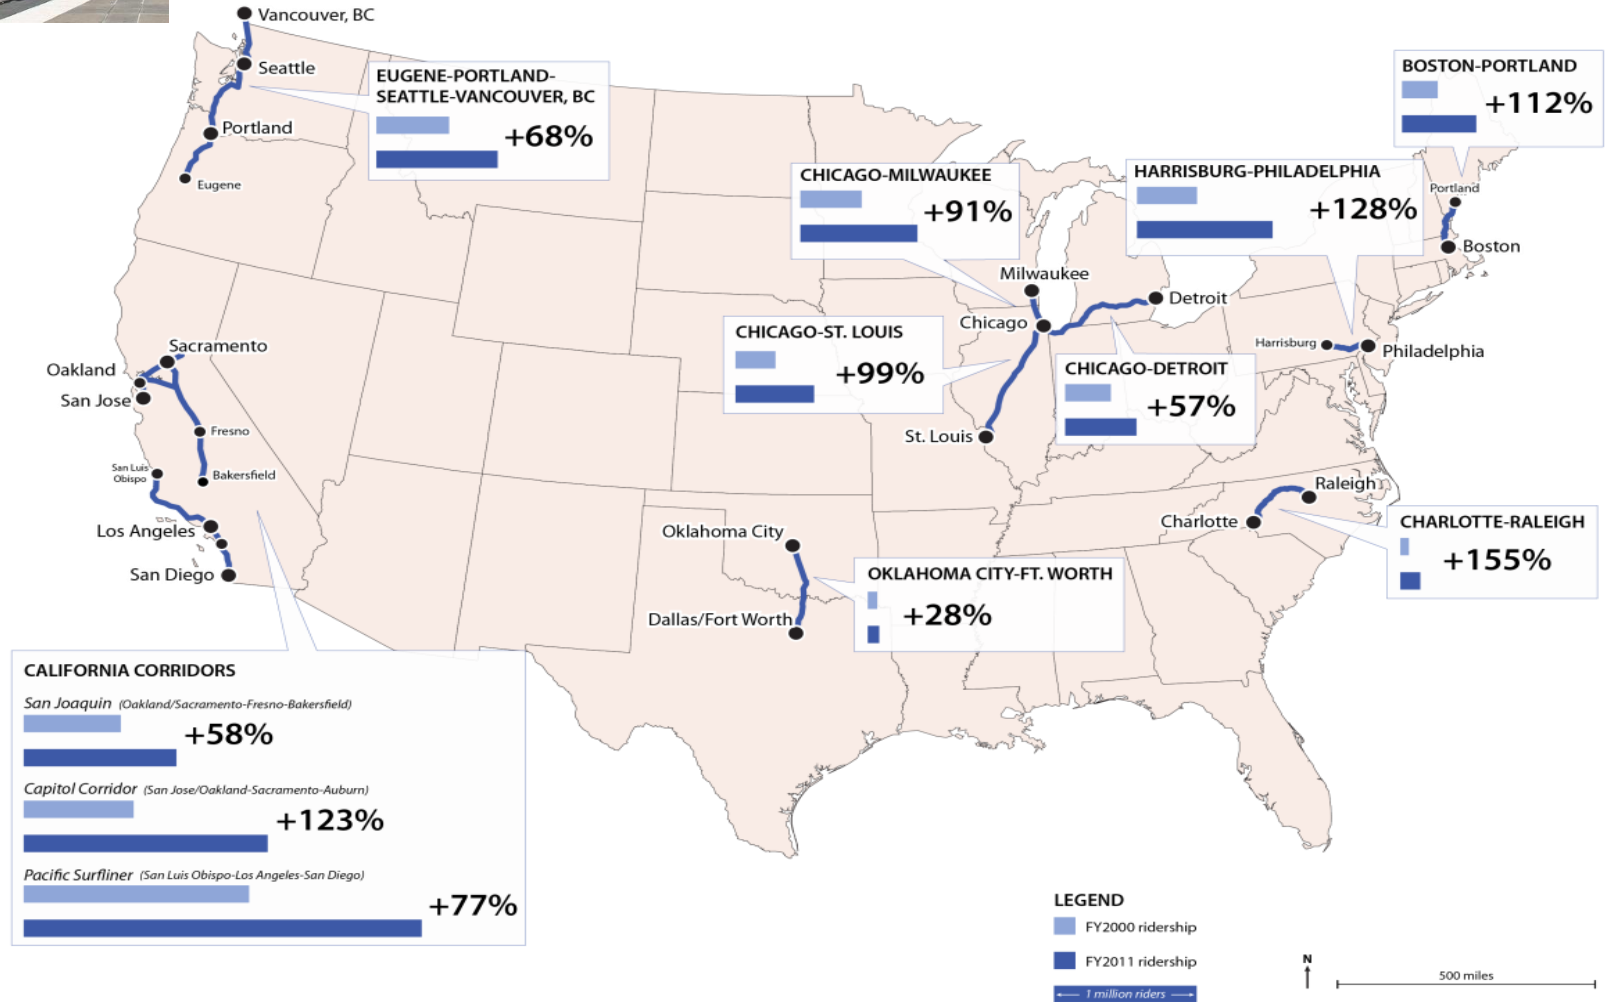 Vancouver, BC
Seattle
Portland
Eugene
EUGENE-PORTLAND-
SEATTLE-VANCOUVER, BC
+68%
BOSTON-PORTLAND
+112%
CHICAGO-MILWAUKEE
+91%
HARRISBURG-PHILADELPHIA
+128%
Portland
Boston
Milwaukee
Detroit
Chicago
CHICAGO-ST. LOUIS
+99%
CHICAGO-DETROIT
+57%
Harrisburg
Philadelphia
St. Louis
Sacramento
Oakland
San Jose
Fresno
San Luis
Obispo
Bakersfield
Los Angeles
San Diego
Oklahoma City
Dallas/Fort Worth
OKLAHOMA CITY-FT. WORTH
+28%
Raleigh
Charlotte
CHARLOTTE-RALEIGH
+155%
CALIFORNIA CORRIDORS
San Joaquin (Oakland/Sacramento-Fresno-Bakersfield)
+58%
Capitol Corridor (San Jose/Oakland-Sacramento-Auburn)
+123%
Pacific Surfliner (San Luis Obispo-Los Angeles-San Diego)
+77%
LEGEND
FY2000 ridership
FY2011 ridership
1 million riders
N
500 miles